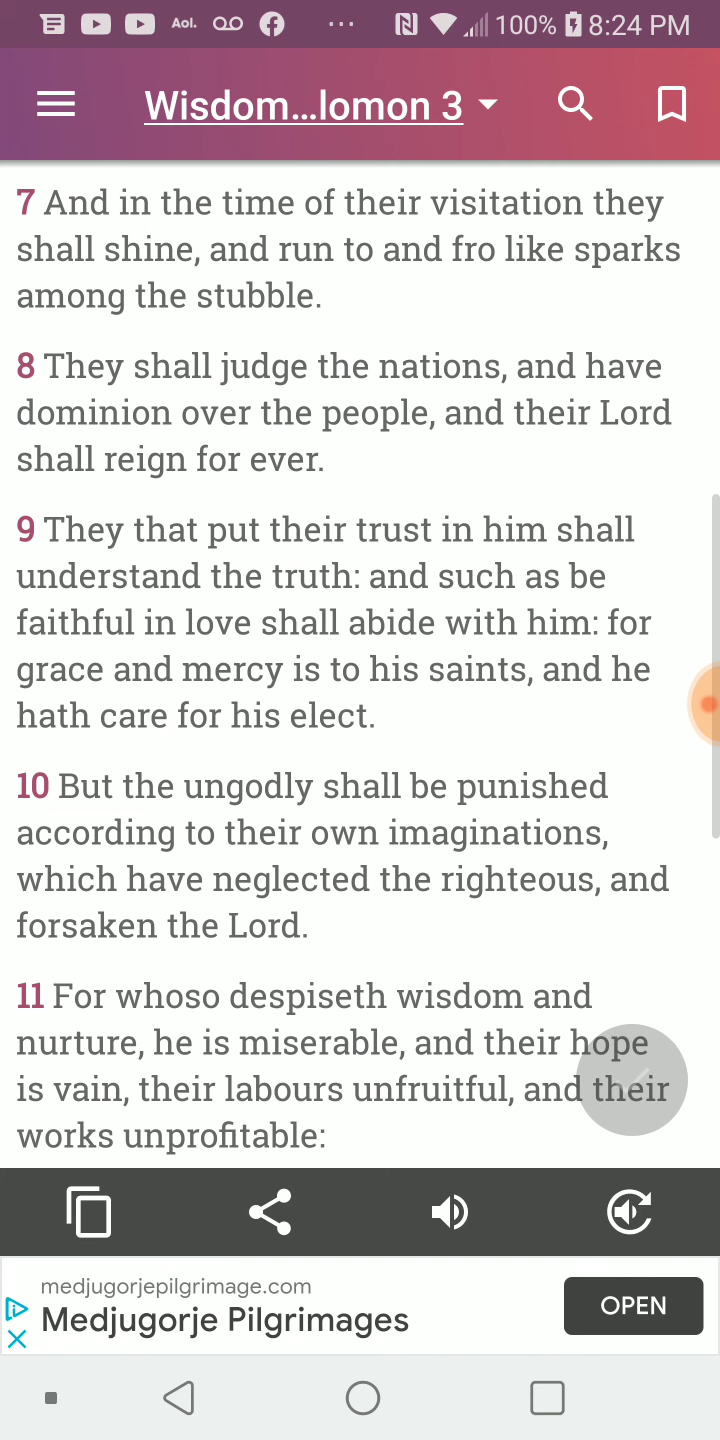 Aol. ... 100% 8:24 PM
Wisdom...lomon 3
7 And in the time of their visitation they
shall shine, and run to and fro like sparks
among the stubble.
8 They shall judge the nations, and have
dominion over the people, and their Lord
shall reign for ever.
9 They that put their trust in him shall
understand the truth: and such as be
faithful in love shall abide with him: for
grace and mercy is to his saints, and he
hath care for his elect.
10 But the ungodly shall be punished
according to their own imaginations,
which have neglected the righteous, and
forsaken the Lord.
11 For whoso despiseth wisdom and
nurture, he is miserable, and their hope
is vain, their labours unfruitful, and their
works unprofitable:
medjugorjepilgrimage.com
Medjugorje Pilgrimages
OPEN